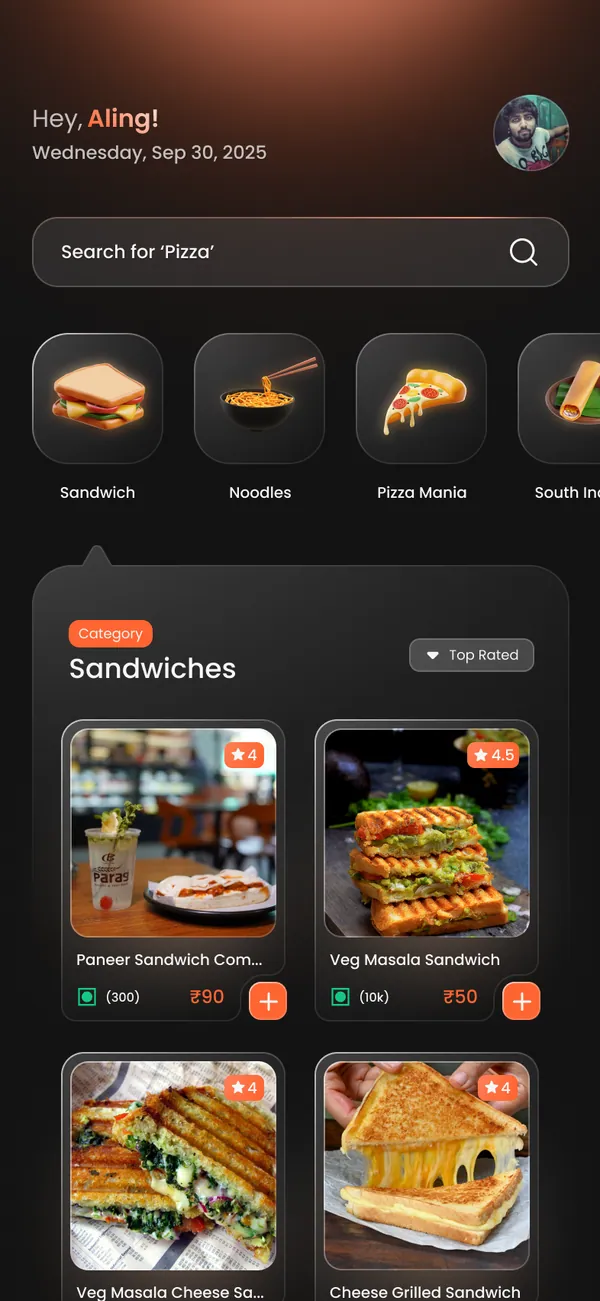 Hey, Aling!
Wednesday, Sep 30, 2025
Search for ‘Pizza’
Sandwich
Noodles
Pizza Mania
South In
Category
Sandwiches
Top Rated
4
4.5
Parag
Paneer Sandwich Com...
Veg Masala Sandwich
(300)
₹90
(10k)
₹50
4
4
Veg Masala Cheese Sa...
Cheese Grilled Sandwich